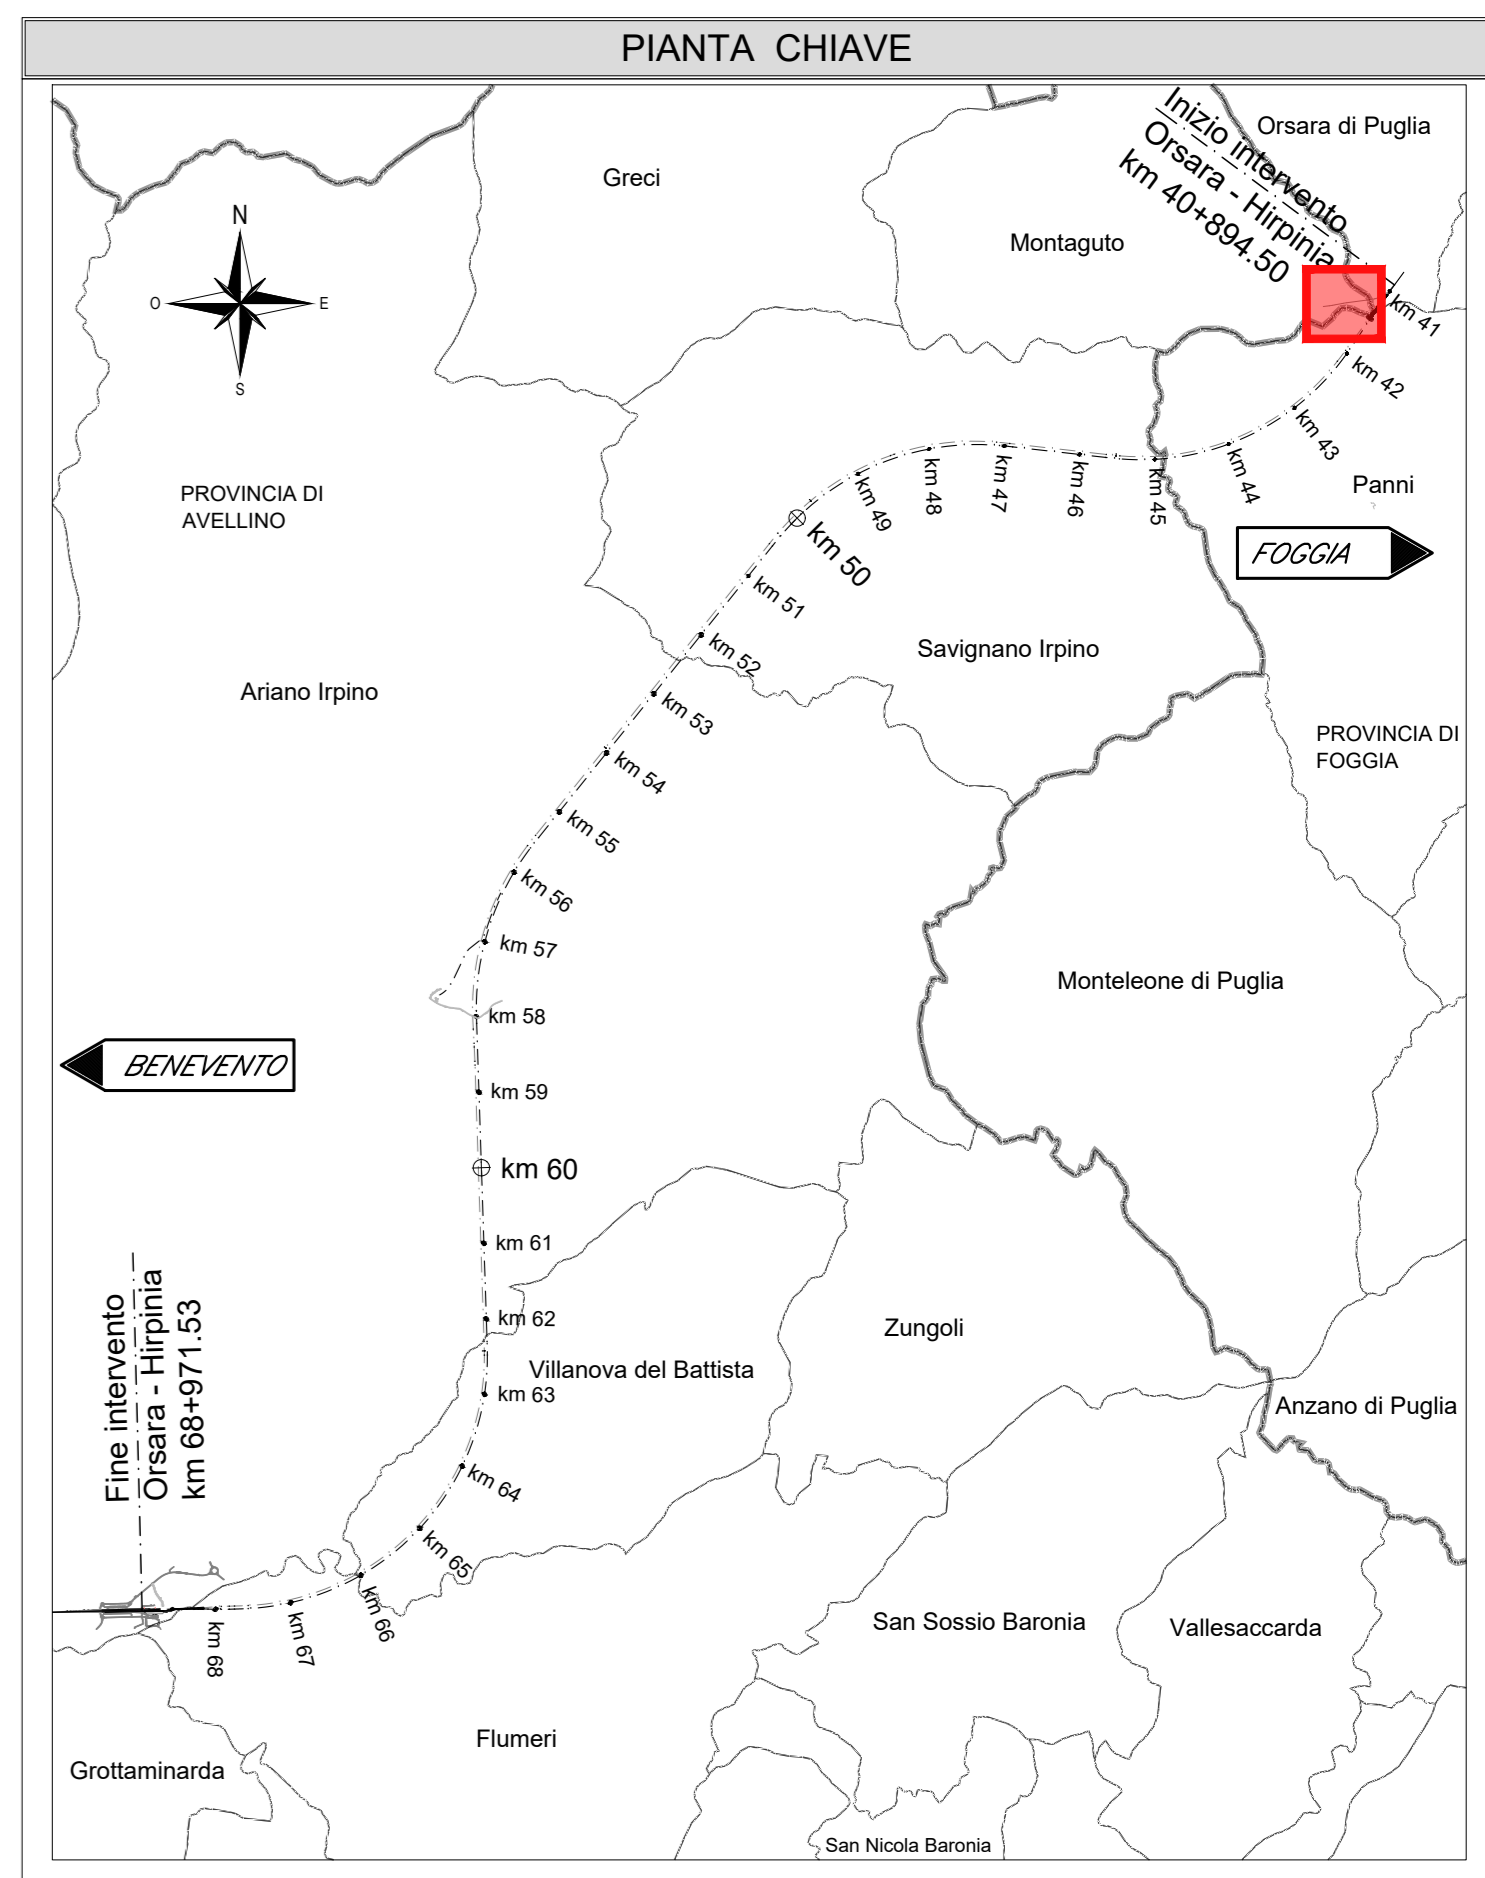 PIANTA CHIAVE
Inizio intervento
Orsara - Hirpinia
km 40+894.50
Orsara di Puglia
Greci
Montaguto
N
O
E
S
km 41
km 42
km 43
km 44
km 45
km 46
km 47
km 48
km 49
km 50
Panni
PROVINCIA DI
AVELLINO
FOGGIA
km 51
km 52
Savignano Irpino
Ariano Irpino
km 53
PROVINCIA DI
FOGGIA
km 54
km 55
km 56
km 57
Monteleone di Puglia
km 58
BENEVENTO
km 59
km 60
km 61
Fine intervento
Orsara - Hirpinia
km 68+971.53
km 62
Zungoli
Villanova del Battista
km 63
Anzano di Puglia
km 64
km 65
km 66
km 67
km 68
San Sossio Baronia
Vallesaccarda
Flumeri
Grottaminarda
San Nicola Baronia